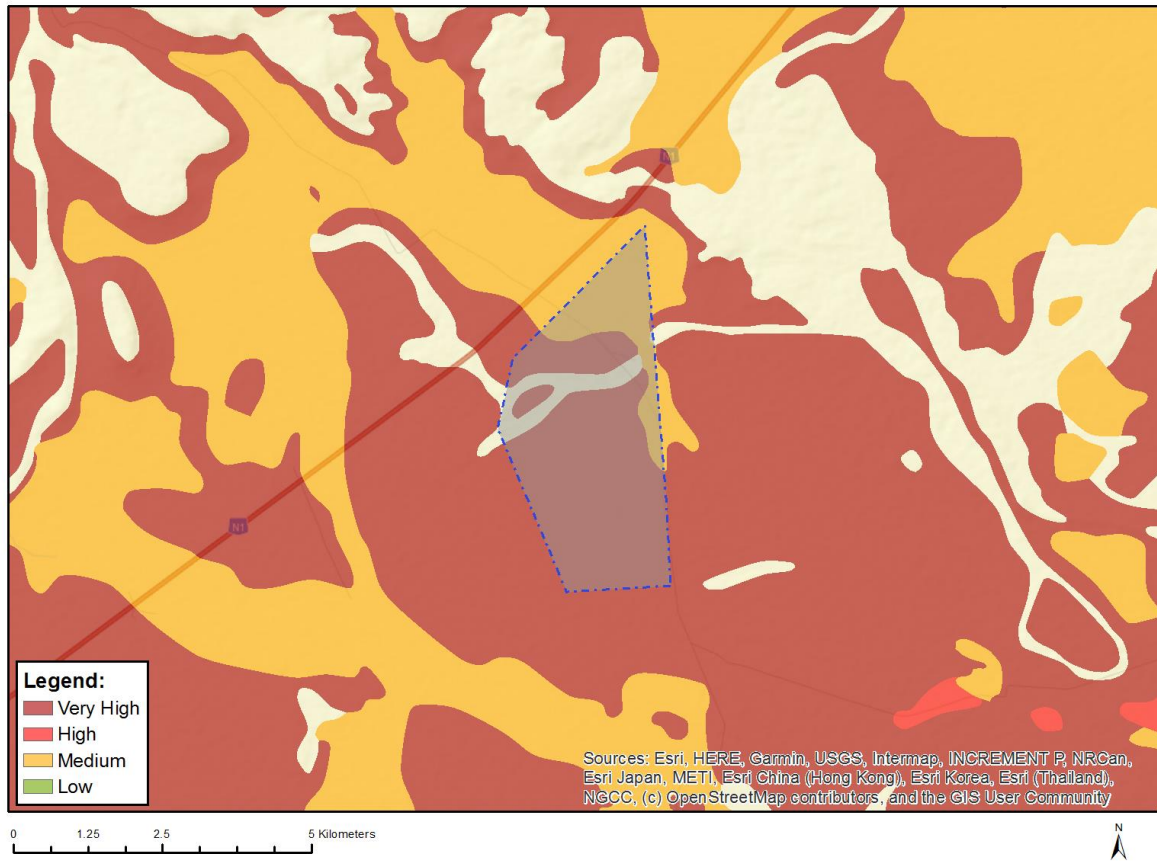 N1
Legend:
Very High
High
Medium
Low
Sources: Esri, HERE, Garmin, USGS, Intermap, INCREMENT P, NRCan,
Esri Japan, METI, Esri China (Hong Kong), Esri Korea, Esri (Thailand),
NGCC, (c) OpenStreetMap contributors, and the GIS User Community
0 1.25 2.5 5 Kilometers
N